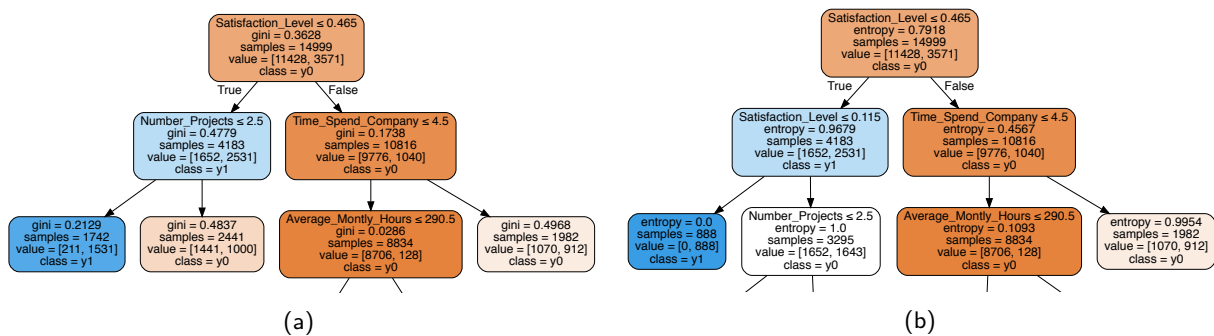 Satisfaction_Level ≤ 0.465
gini = 0.3628
samples = 14999
value = [11428, 3571]
class = y0
True
False
Number_Projects ≤ 2.5
gini = 0.4779
samples = 4183
value = [1652, 2531]
class = y1
Time_Spend_Company ≤ 4.5
gini = 0.1738
samples = 10816
value = [9776, 1040]
class = y0
gini = 0.2129
samples = 1742
value = [211, 1531]
class = y1
gini = 0.4837
samples = 2441
value = [1441, 1000]
class = y0
Average_Montly_Hours ≤ 290.5
gini = 0.0286
samples = 8834
value = [8706, 128]
class = y0
gini = 0.4968
samples = 1982
value = [1070, 912]
class = y0
(a)
Satisfaction_Level ≤ 0.465
entropy = 0.7918
samples = 14999
value = [11428, 3571]
class = y0
True
False
Satisfaction_Level ≤ 0.115
entropy = 0.9679
samples = 4183
value = [1652, 2531]
class = y1
Time_Spend_Company ≤ 4.5
entropy = 0.4567
samples = 10816
value = [9776, 1040]
class = y0
entropy = 0.0
samples = 888
value = [0, 888]
class = y1
Number_Projects ≤ 2.5
entropy = 1.0
samples = 3295
value = [1652, 1643]
class = y0
Average_Montly_Hours ≤ 290.5
entropy = 0.1093
samples = 8834
value = [8706, 128]
class = y0
entropy = 0.9954
samples = 1982
value = [1070, 912]
class = y0
(b)